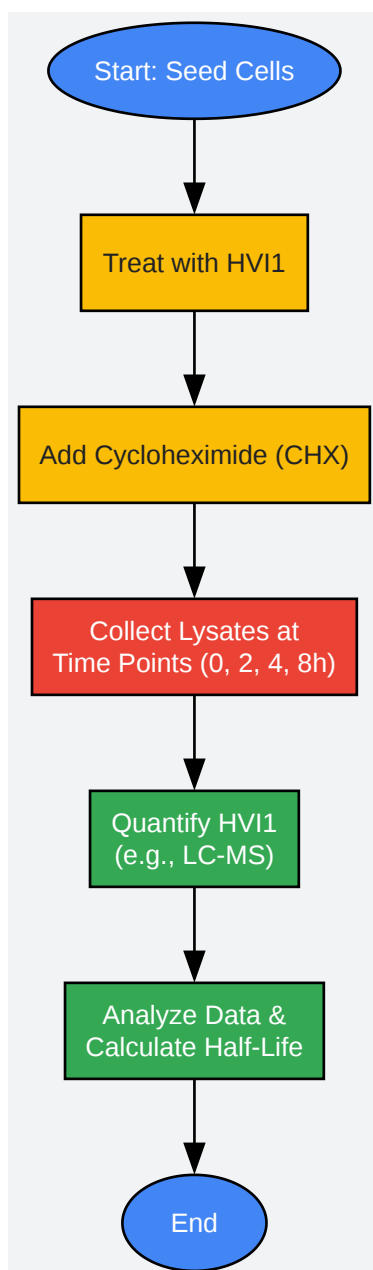 Start: Seed Cells
Treat with HVI1
Add Cycloheximide (CHX)
Collect Lysates at
Time Points (0, 2, 4, 8h)
Quantify HVI1
(e.g., LC-MS)
Analyze Data &
Calculate Half-Life
End